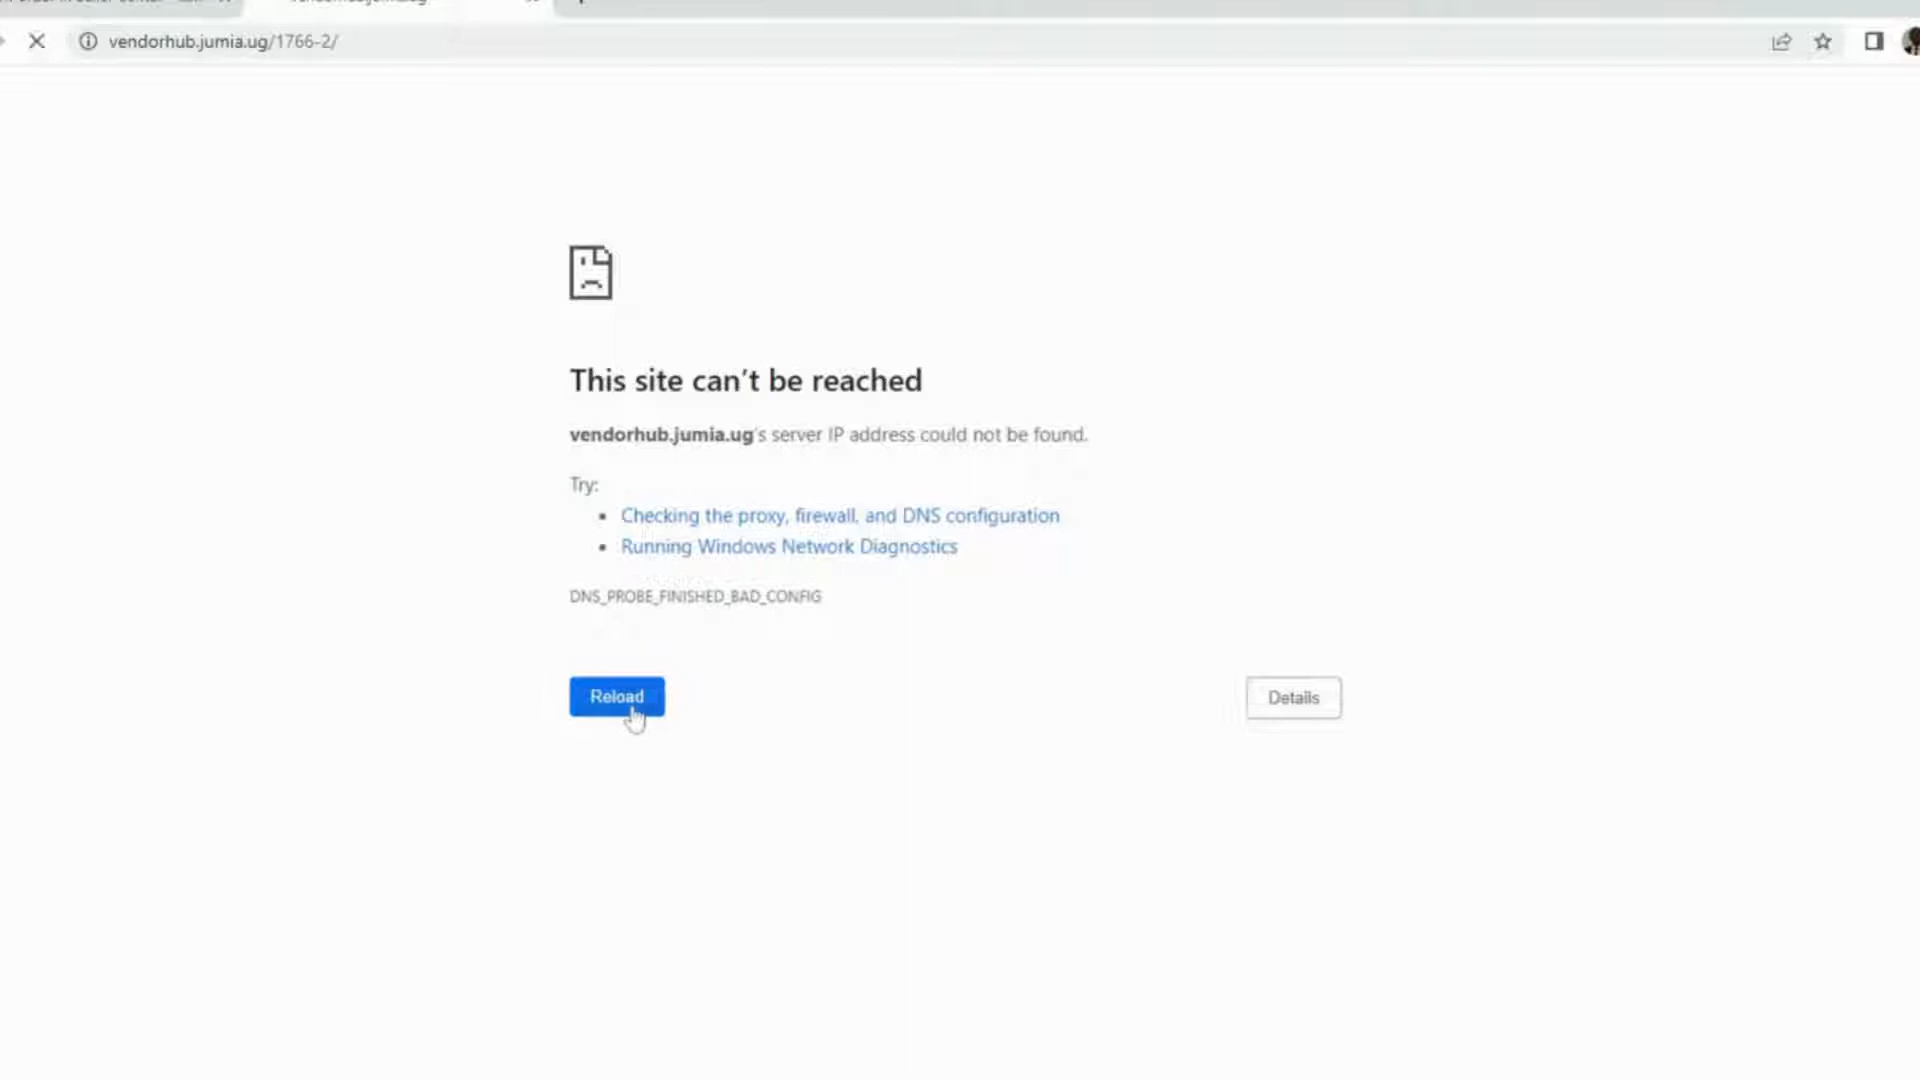 vendorhub.jumia.ug/1766-2/
This site can’t be reached
vendorhub.jumia.ug’s server IP address could not be found.
Try:
Checking the proxy, firewall, and DNS configuration
Running Windows Network Diagnostics
DNS_PROBE_FINISHED_BAD_CONFIG
Reload
Details